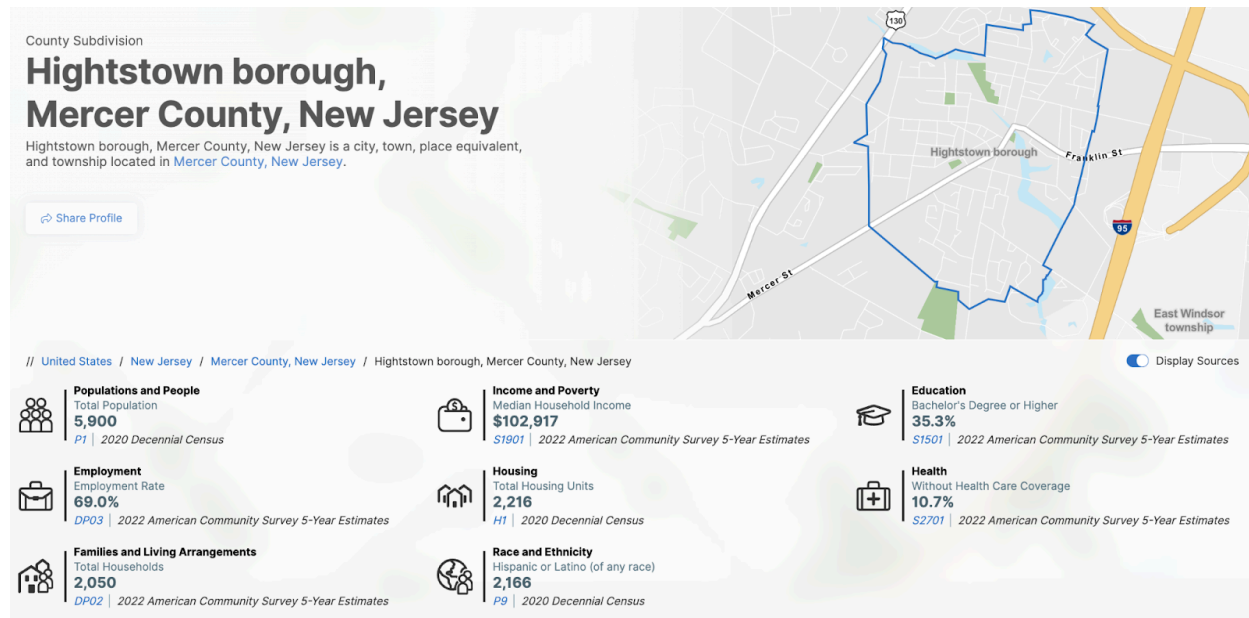 County Subdivision
Hightstown borough,
Mercer County, New Jersey
Hightstown borough, Mercer County, New Jersey is a city, town, place equivalent,
and township located in Mercer County, New Jersey.
Share Profile
130
Hightstown borough
Franklin St
95
Mercer St
East Windsor
township
// United States / New Jersey / Mercer County, New Jersey / Hightstown borough, Mercer County, New Jersey
Display Sources
Populations and People
Total Population
5,900
P1 | 2020 Decennial Census
Income and Poverty
Median Household Income
$102,917
S1901 | 2022 American Community Survey 5-Year Estimates
Education
Bachelor's Degree or Higher
35.3%
S1501 | 2022 American Community Survey 5-Year Estimates
Employment
Employment Rate
69.0%
DP03 | 2022 American Community Survey 5-Year Estimates
Housing
Total Housing Units
2,216
H1 | 2020 Decennial Census
Health
Without Health Care Coverage
10.7%
S2701 | 2022 American Community Survey 5-Year Estimates
Families and Living Arrangements
Total Households
2,050
DP02 | 2022 American Community Survey 5-Year Estimates
Race and Ethnicity
Hispanic or Latino (of any race)
2,166
P9 | 2020 Decennial Census